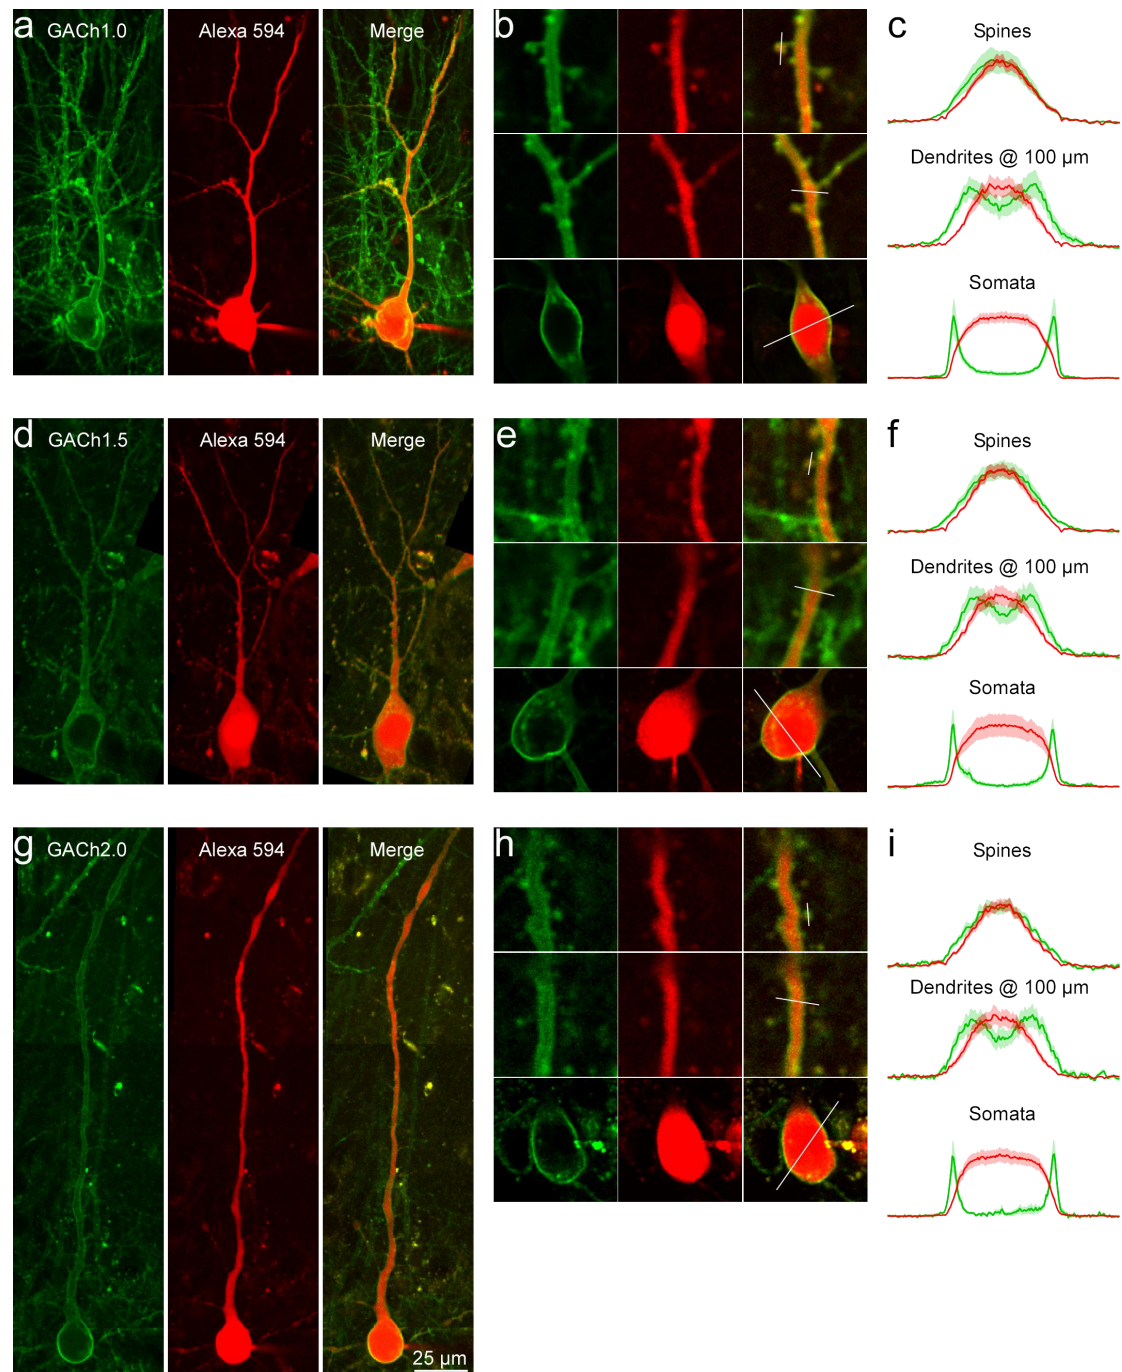 a
GACh1.0
Alexa 594
Merge
b
c
Spines
Dendrites @ 100 µm
Somata
d
GACh1.5
Alexa 594
Merge
e
f
Spines
Dendrites @ 100 µm
Somata
g
GACh2.0
Alexa 594
Merge
25 µm
h
i
Spines
Dendrites @ 100 µm
Somata